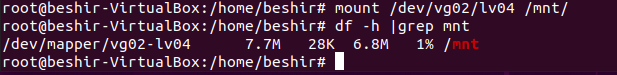 root@beshir-VirtualBox:/home/beshir# mount /dev/vg02/lv04 /mnt/
root@beshir-VirtualBox:/home/beshir# df -h |grep mnt
/dev/mapper/vg02-lv04     7.7M   28K  6.8M   1% /mnt
root@beshir-VirtualBox:/home/beshir#